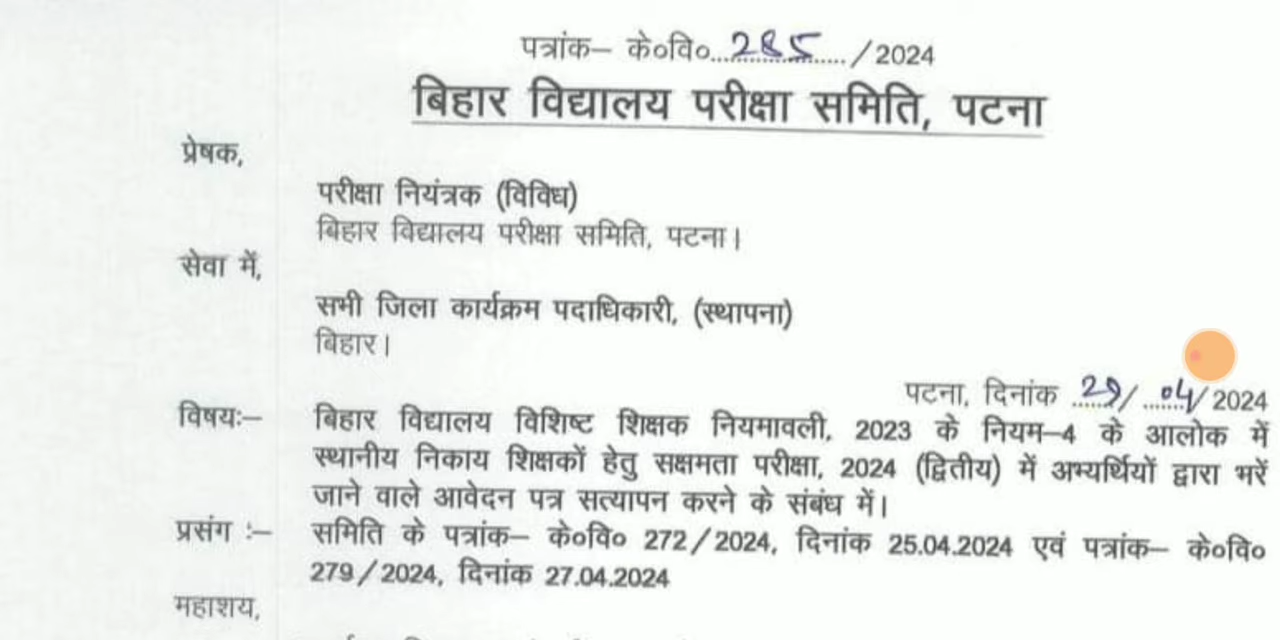 पत्रांक– के०वि०...285...../2024
बिहार विद्यालय परीक्षा समिति, पटना
प्रेषक,
परीक्षा नियंत्रक (विविध)
बिहार विद्यालय परीक्षा समिति, पटना।
सेवा में,
सभी जिला कार्यक्रम पदाधिकारी, (स्थापना)
बिहार।
पटना, दिनांक 29/ 04/2024
विषयः– बिहार विद्यालय विशिष्ट शिक्षक नियमावली, 2023 के नियम–4 के आलोक में
स्थानीय निकाय शिक्षकों हेतु सक्षमता परीक्षा, 2024 (द्वितीय) में अभ्यर्थियों द्वारा भरें
जाने वाले आवेदन पत्र सत्यापन करने के संबंध में।
प्रसंग :– समिति के पत्रांक– के०वि० 272/2024, दिनांक 25.04.2024 एवं पत्रांक– के०वि०
279/2024, दिनांक 27.04.2024
महाशय,